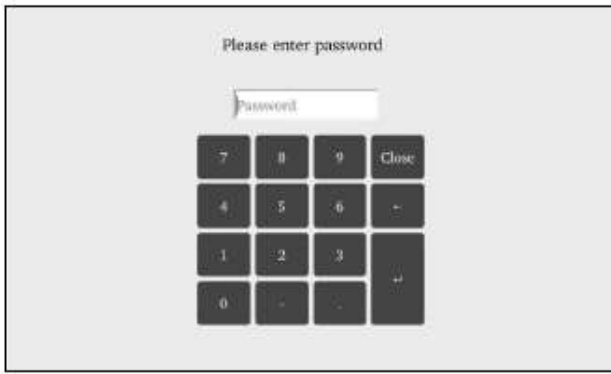 Please enter password
Password
7 8 9 Close
4 5 6 ←
1 2 3 ↵
0 - .